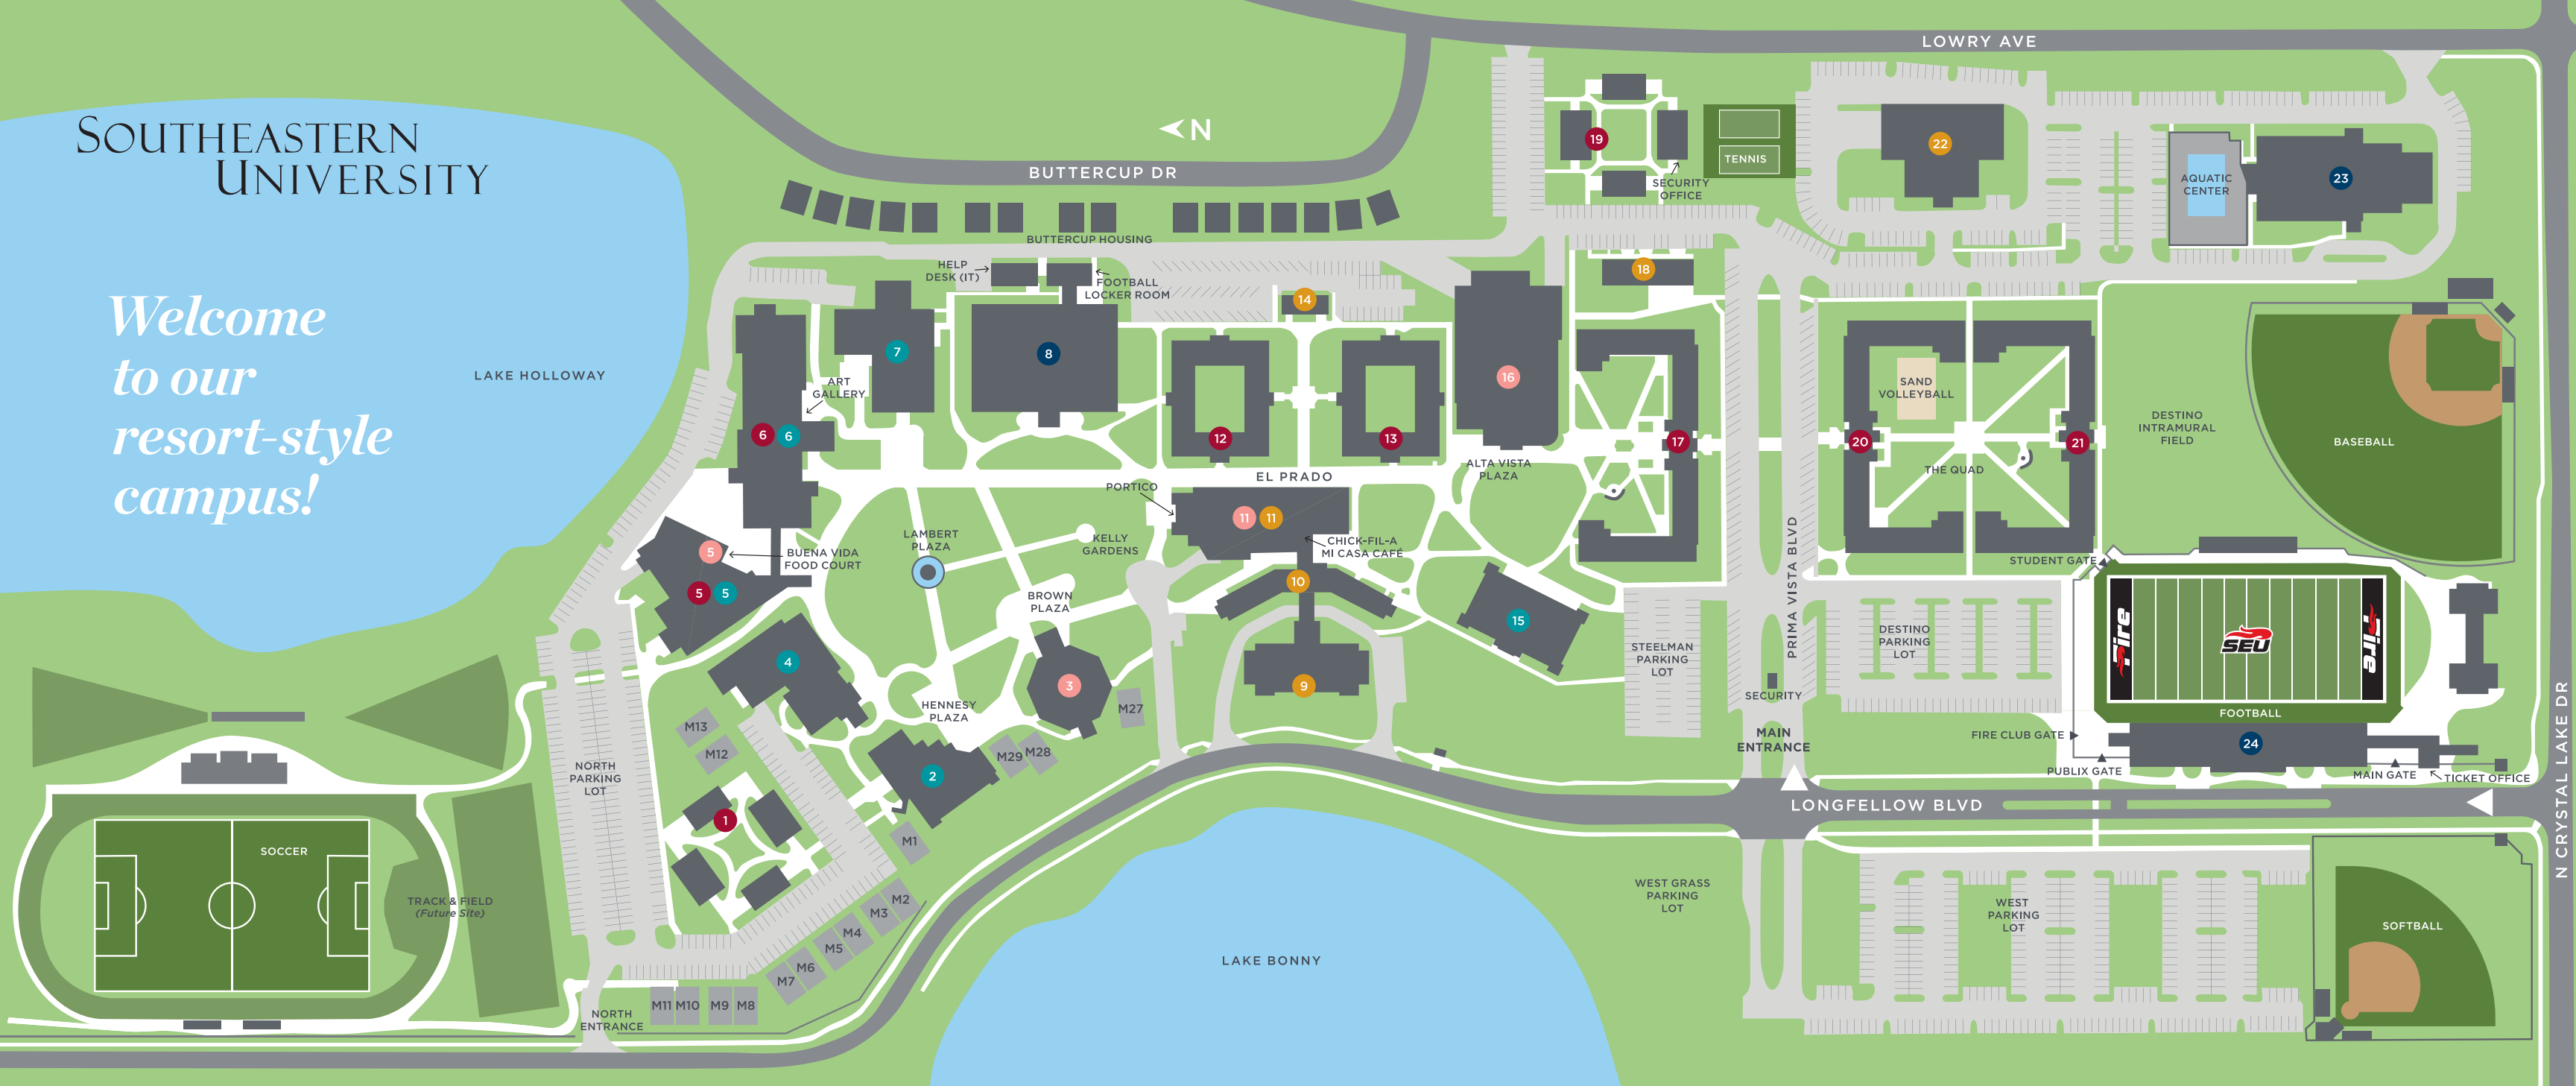 SOUTHEASTERN
UNIVERSITY
Welcome
to our
resort-style
campus!
LAKE HOLLOWAY
LOWRY AVE
N
BUTTERCUP DR
BUTTERCUP HOUSING
HELP
DESK (IT)
FOOTBALL
LOCKER ROOM
19
SECURITY
OFFICE
TENNIS
22
AQUATIC
CENTER
23
18
14
7
8
ART
GALLERY
6
6
12
13
16
17
ALTA VISTA
PLAZA
EL PRADO
PORTICO
11
11
CHICK-FIL-A
MI CASA CAFÉ
KELLY
GARDENS
LAMBERT
PLAZA
BUENA VIDA
FOOD COURT
5
5
5
BROWN
PLAZA
10
9
15
4
3
HENNESY
PLAZA
M27
M28
M29
2
M13
M12
1
M1
M2
M3
M4
M5
M6
M7
M8
M9
M10
M11
NORTH
PARKING
LOT
NORTH
ENTRANCE
SOCCER
TRACK & FIELD
(Future Site)
SAND
VOLLEYBALL
20
21
THE QUAD
DESTINO
INTRAMURAL
FIELD
BASEBALL
STUDENT GATE
PRIMA VISTA BLVD
STEELMAN
PARKING
LOT
DESTINO
PARKING
LOT
SECURITY
MAIN
ENTRANCE
Fire
SEU
Fire
FOOTBALL
FIRE CLUB GATE
24
PUBLIX GATE
MAIN GATE
TICKET OFFICE
LONGFELLOW BLVD
N CRYSTAL LAKE DR
WEST GRASS
PARKING
LOT
WEST
PARKING
LOT
SOFTBALL
LAKE BONNY